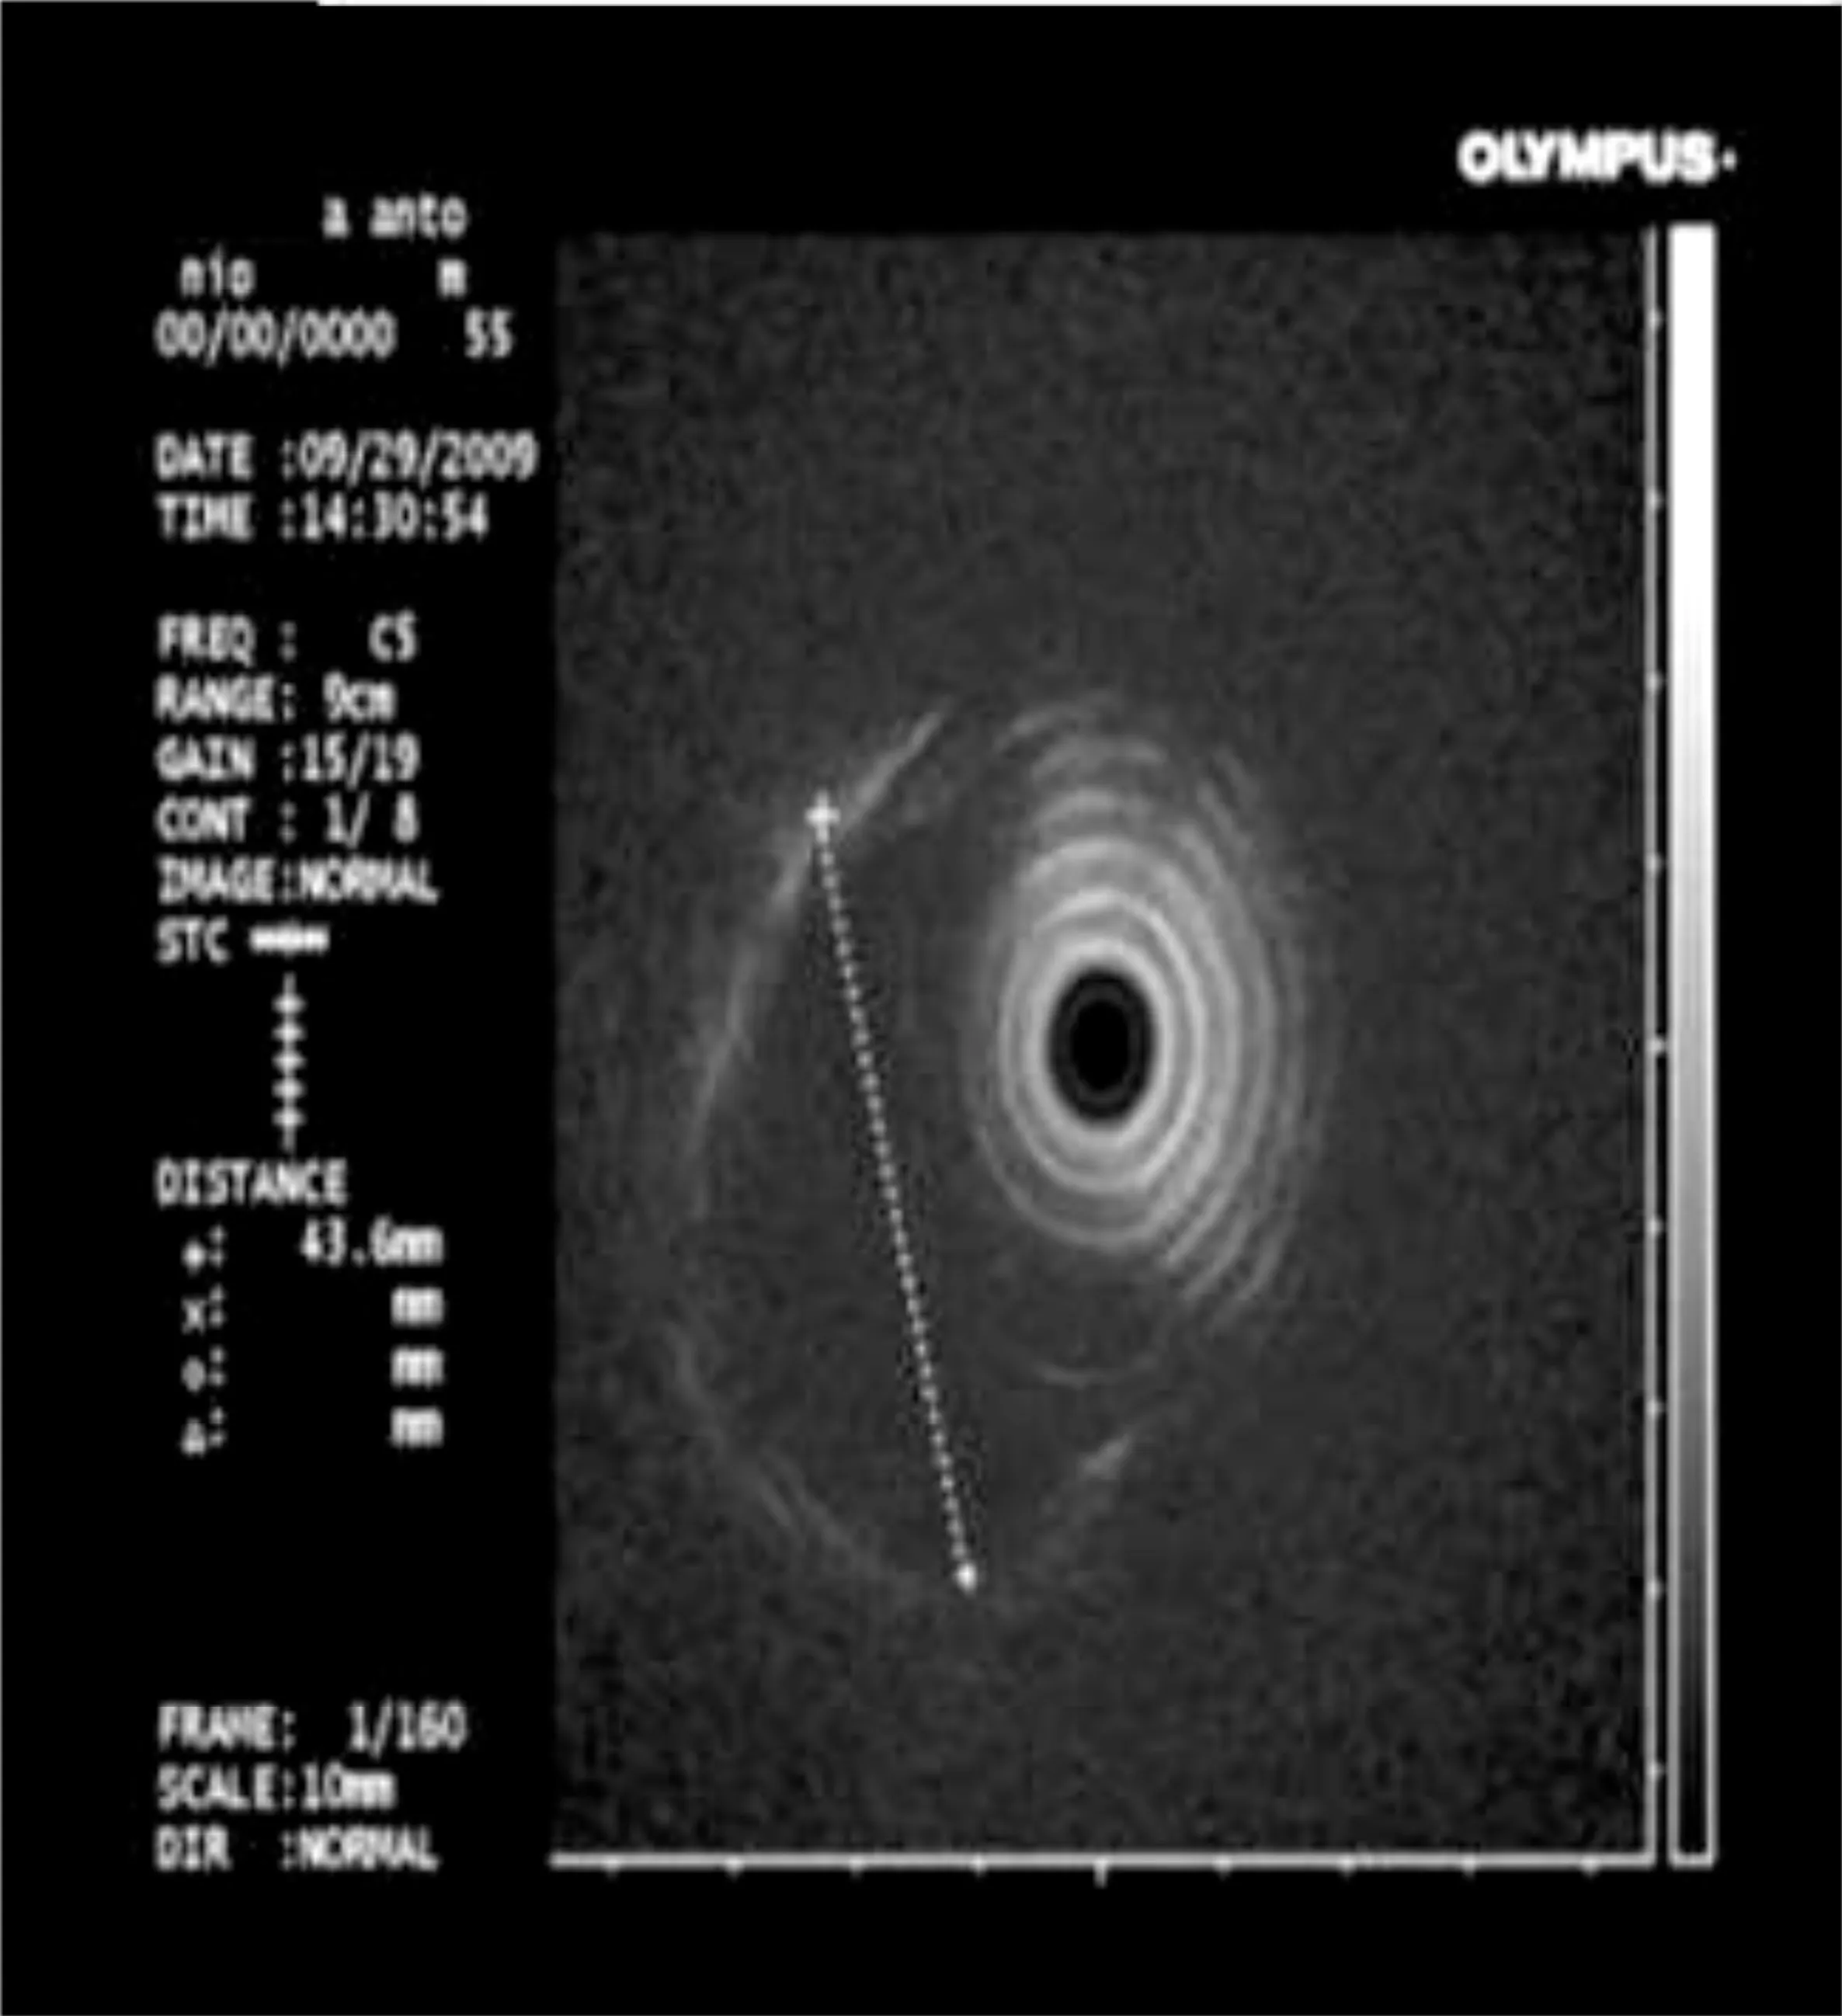 OLYMPUS
a anto
nio m
00/00/0000 55
DATE :09/29/2009
TIME :14:30:54
FREQ : C5
RANGE: 9cm
GAIN :15/19
CONT : 1/ 8
IMAGE:NORMAL
STC
DISTANCE
+: 43.6mm
x: mm
o: mm
▵: mm
FRAME: 1/160
SCALE:10mm
DIR :NORMAL